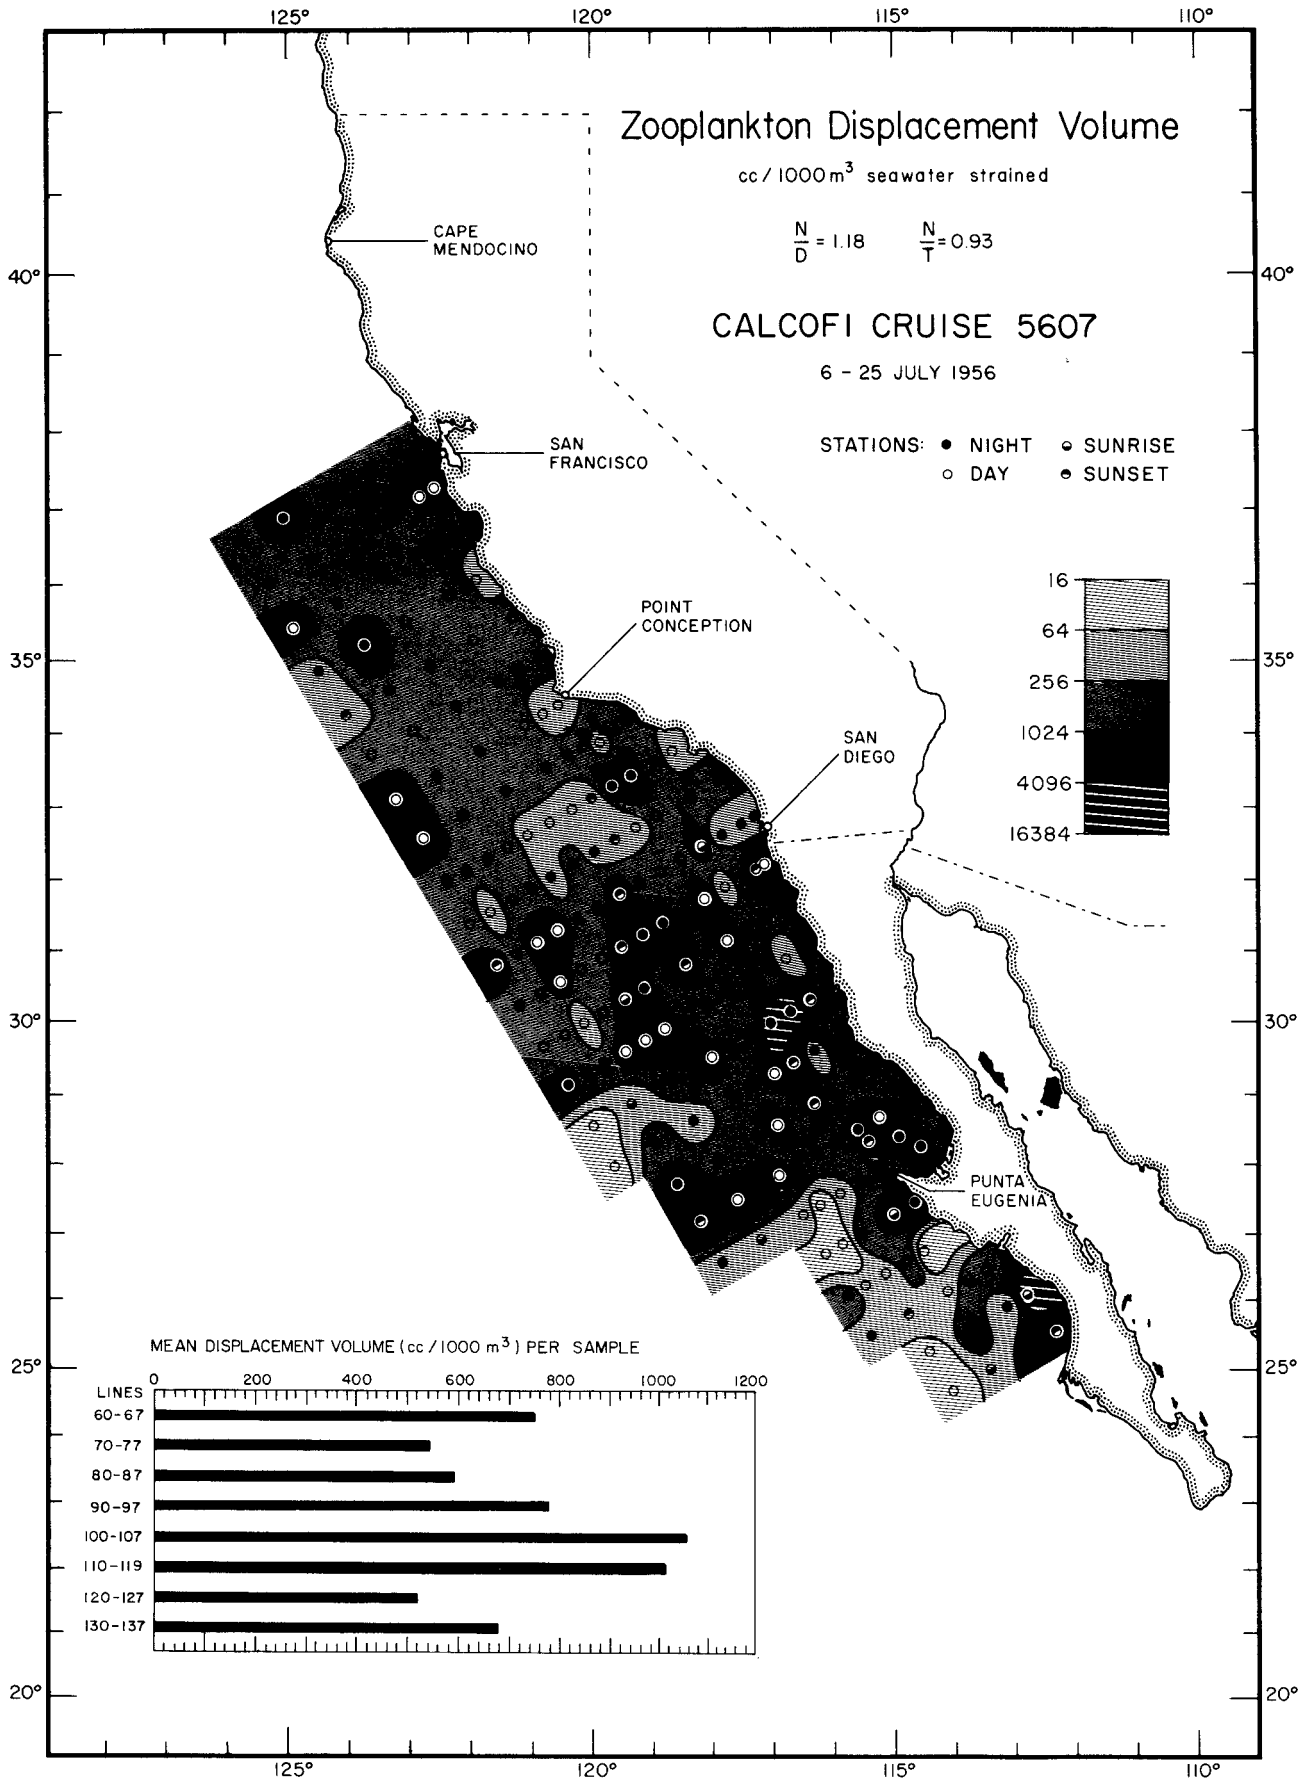 125° 120° 115° 110°
Zooplankton Displacement Volume
cc/1000m³ seawater strained
N/D = 1.18 N/T = 0.93
CAPE
MENDOCINO
40° 40°
CALCOFI CRUISE 5607
6 - 25 JULY 1956
STATIONS: ● NIGHT ◒ SUNRISE
○ DAY ◓ SUNSET
SAN
FRANCISCO
16
64
256
1024
4096
16384
POINT
CONCEPTION
35° 35°
SAN
DIEGO
30° 30°
PUNTA
EUGENIA
MEAN DISPLACEMENT VOLUME (cc/1000 m³) PER SAMPLE
25° 25°
LINES 0 200 400 600 800 1000 1200
60-67
70-77
80-87
90-97
100-107
110-119
120-127
130-137
20° 20°
125° 120° 115° 110°